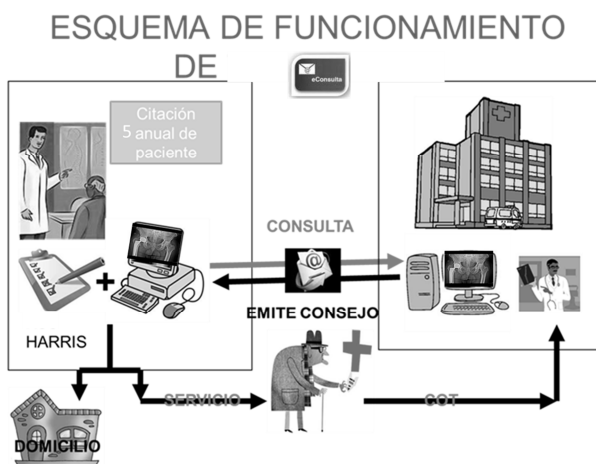 ESQUEMA DE FUNCIONAMIENTO
DE
eConsulta
Citación
5 anual de
paciente
CONSULTA
@
EMITE CONSEJO
HARRIS
SERVICIO
COT
DOMICILIO